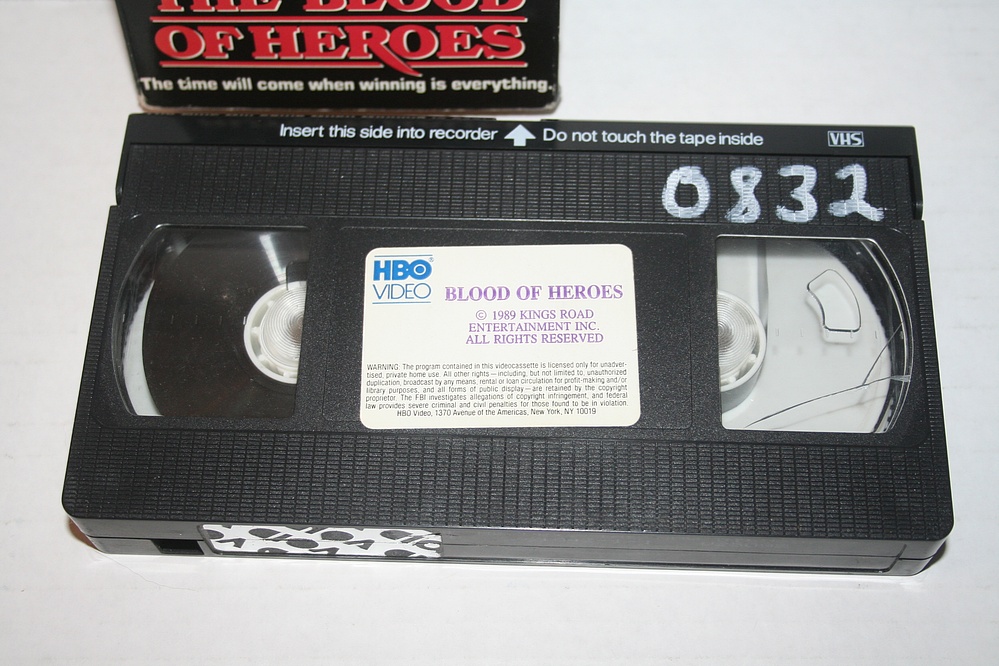 THE BLOOD
OF HEROES
The time will come when winning is everything.
Insert this side into recorder Do not touch the tape inside VHS
0832
HBO®
VIDEO
BLOOD OF HEROES
© 1989 KINGS ROAD
ENTERTAINMENT INC.
ALL RIGHTS RESERVED
WARNING: The program contained in this videocassette is licensed only for unadver-
tised, private home use. All other rights — including, but not limited to, unauthorized
duplication, broadcast by any means, rental or loan circulation for profit-making and/or
library purposes, and all forms of public display — are retained by the copyright
proprietor. The FBI investigates allegations of copyright infringement, and federal
law provides severe criminal and civil penalties for those found to be in violation.
HBO Video, 1370 Avenue of the Americas, New York, NY 10019